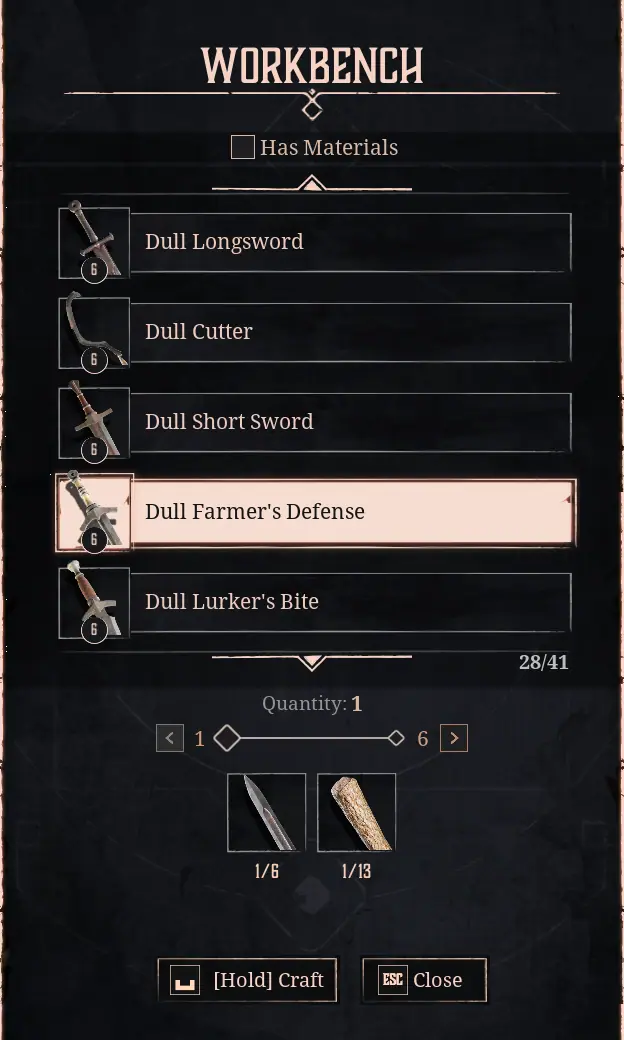 WORKBENCH
Has Materials
Dull Longsword
6
Dull Cutter
6
Dull Short Sword
6
Dull Farmer's Defense
6
Dull Lurker's Bite
6
28/41
Quantity: 1
< 1 6 >
1/6 1/13
[Hold] Craft ESC Close